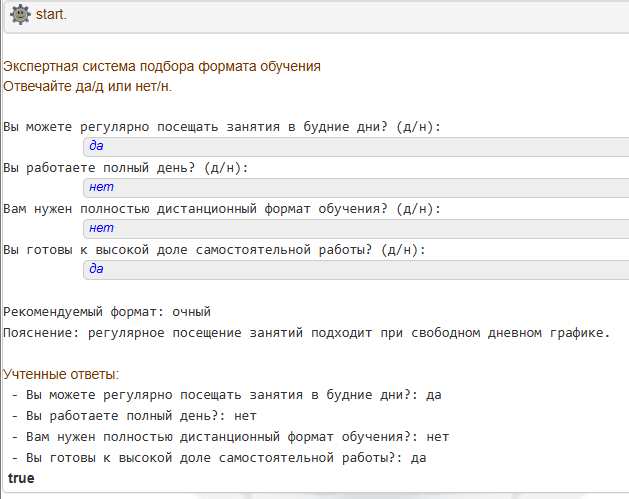 start.
Экспертная система подбора формата обучения
Отвечайте да/д или нет/н.
Вы можете регулярно посещать занятия в будние дни? (д/н):
да
Вы работаете полный день? (д/н):
нет
Вам нужен полностью дистанционный формат обучения? (д/н):
нет
Вы готовы к высокой доле самостоятельной работы? (д/н):
да
Рекомендуемый формат: очный
Пояснение: регулярное посещение занятий подходит при свободном дневном графике.
Учтенные ответы:
- Вы можете регулярно посещать занятия в будние дни?: да
- Вы работаете полный день?: нет
- Вам нужен полностью дистанционный формат обучения?: нет
- Вы готовы к высокой доле самостоятельной работы?: да
true